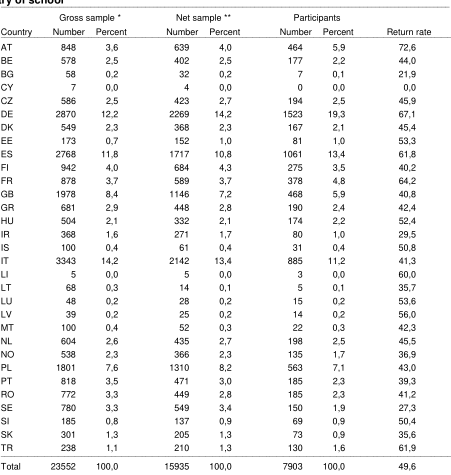 ry of school
Gross sample * Net sample ** Participants
Country Number Percent Number Percent Number Percent Return rate
AT 848 3,6 639 4,0 464 5,9 72,6
BE 578 2,5 402 2,5 177 2,2 44,0
BG 58 0,2 32 0,2 7 0,1 21,9
CY 7 0,0 4 0,0 0 0,0 0,0
CZ 586 2,5 423 2,7 194 2,5 45,9
DE 2870 12,2 2269 14,2 1523 19,3 67,1
DK 549 2,3 368 2,3 167 2,1 45,4
EE 173 0,7 152 1,0 81 1,0 53,3
ES 2768 11,8 1717 10,8 1061 13,4 61,8
FI 942 4,0 684 4,3 275 3,5 40,2
FR 878 3,7 589 3,7 378 4,8 64,2
GB 1978 8,4 1146 7,2 468 5,9 40,8
GR 681 2,9 448 2,8 190 2,4 42,4
HU 504 2,1 332 2,1 174 2,2 52,4
IR 368 1,6 271 1,7 80 1,0 29,5
IS 100 0,4 61 0,4 31 0,4 50,8
IT 3343 14,2 2142 13,4 885 11,2 41,3
LI 5 0,0 5 0,0 3 0,0 60,0
LT 68 0,3 14 0,1 5 0,1 35,7
LU 48 0,2 28 0,2 15 0,2 53,6
LV 39 0,2 25 0,2 14 0,2 56,0
MT 100 0,4 52 0,3 22 0,3 42,3
NL 604 2,6 435 2,7 198 2,5 45,5
NO 538 2,3 366 2,3 135 1,7 36,9
PL 1801 7,6 1310 8,2 563 7,1 43,0
PT 818 3,5 471 3,0 185 2,3 39,3
RO 772 3,3 449 2,8 185 2,3 41,2
SE 780 3,3 549 3,4 150 1,9 27,3
SI 185 0,8 137 0,9 69 0,9 50,4
SK 301 1,3 205 1,3 73 0,9 35,6
TR 238 1,1 210 1,3 130 1,6 61,9
Total 23552 100,0 15935 100,0 7903 100,0 49,6